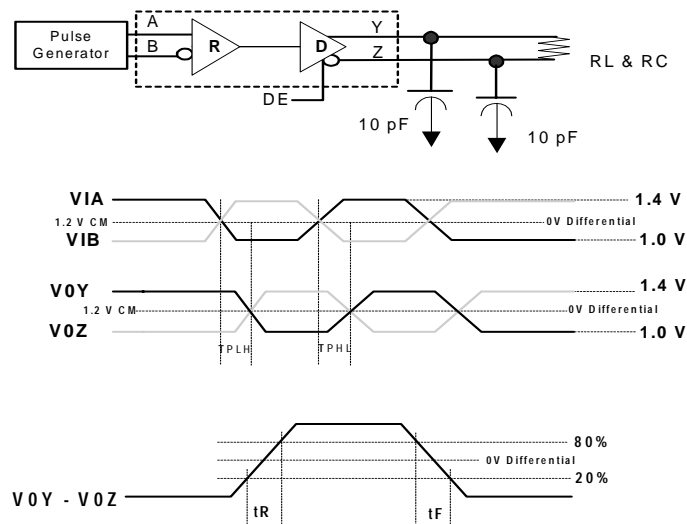 Pulse
Generator
A
B
R
D
Y
Z
DE
RL & RC
10 pF
10 pF
VIA
1.4 V
1.2 V CM
0V Differential
VIB
1.0 V
V0Y
1.4 V
1.2 V CM
0V Differential
V0Z
1.0 V
TPLH
TPHL
80%
0V Differential
20%
V0Y - V0Z
tR
tF